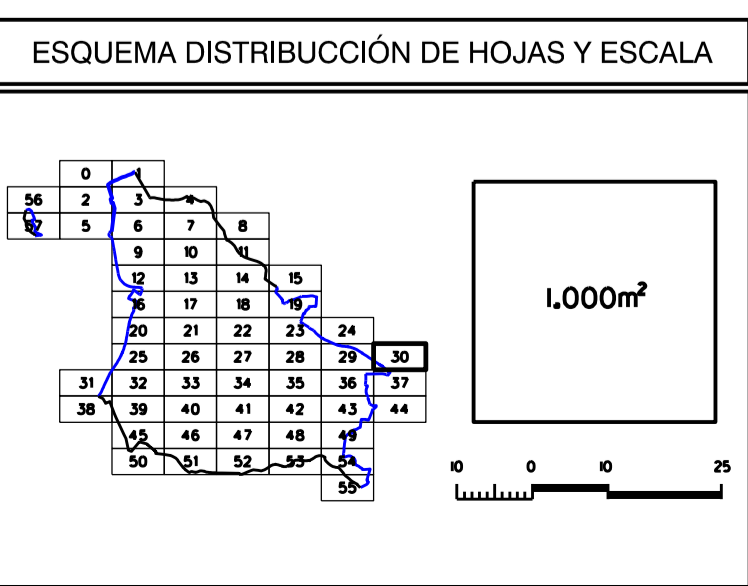 ESQUEMA DISTRIBUCCIÓN DE HOJAS Y ESCALA
0 1
56 2 3 4
57 5 6 7 8
9 10 11
12 13 14 15
16 17 18 19
20 21 22 23 24
25 26 27 28 29 30
31 32 33 34 35 36 37
38 39 40 41 42 43 44
45 46 47 48 49
50 51 52 53 54
55
1.000m²
10 0 10 25